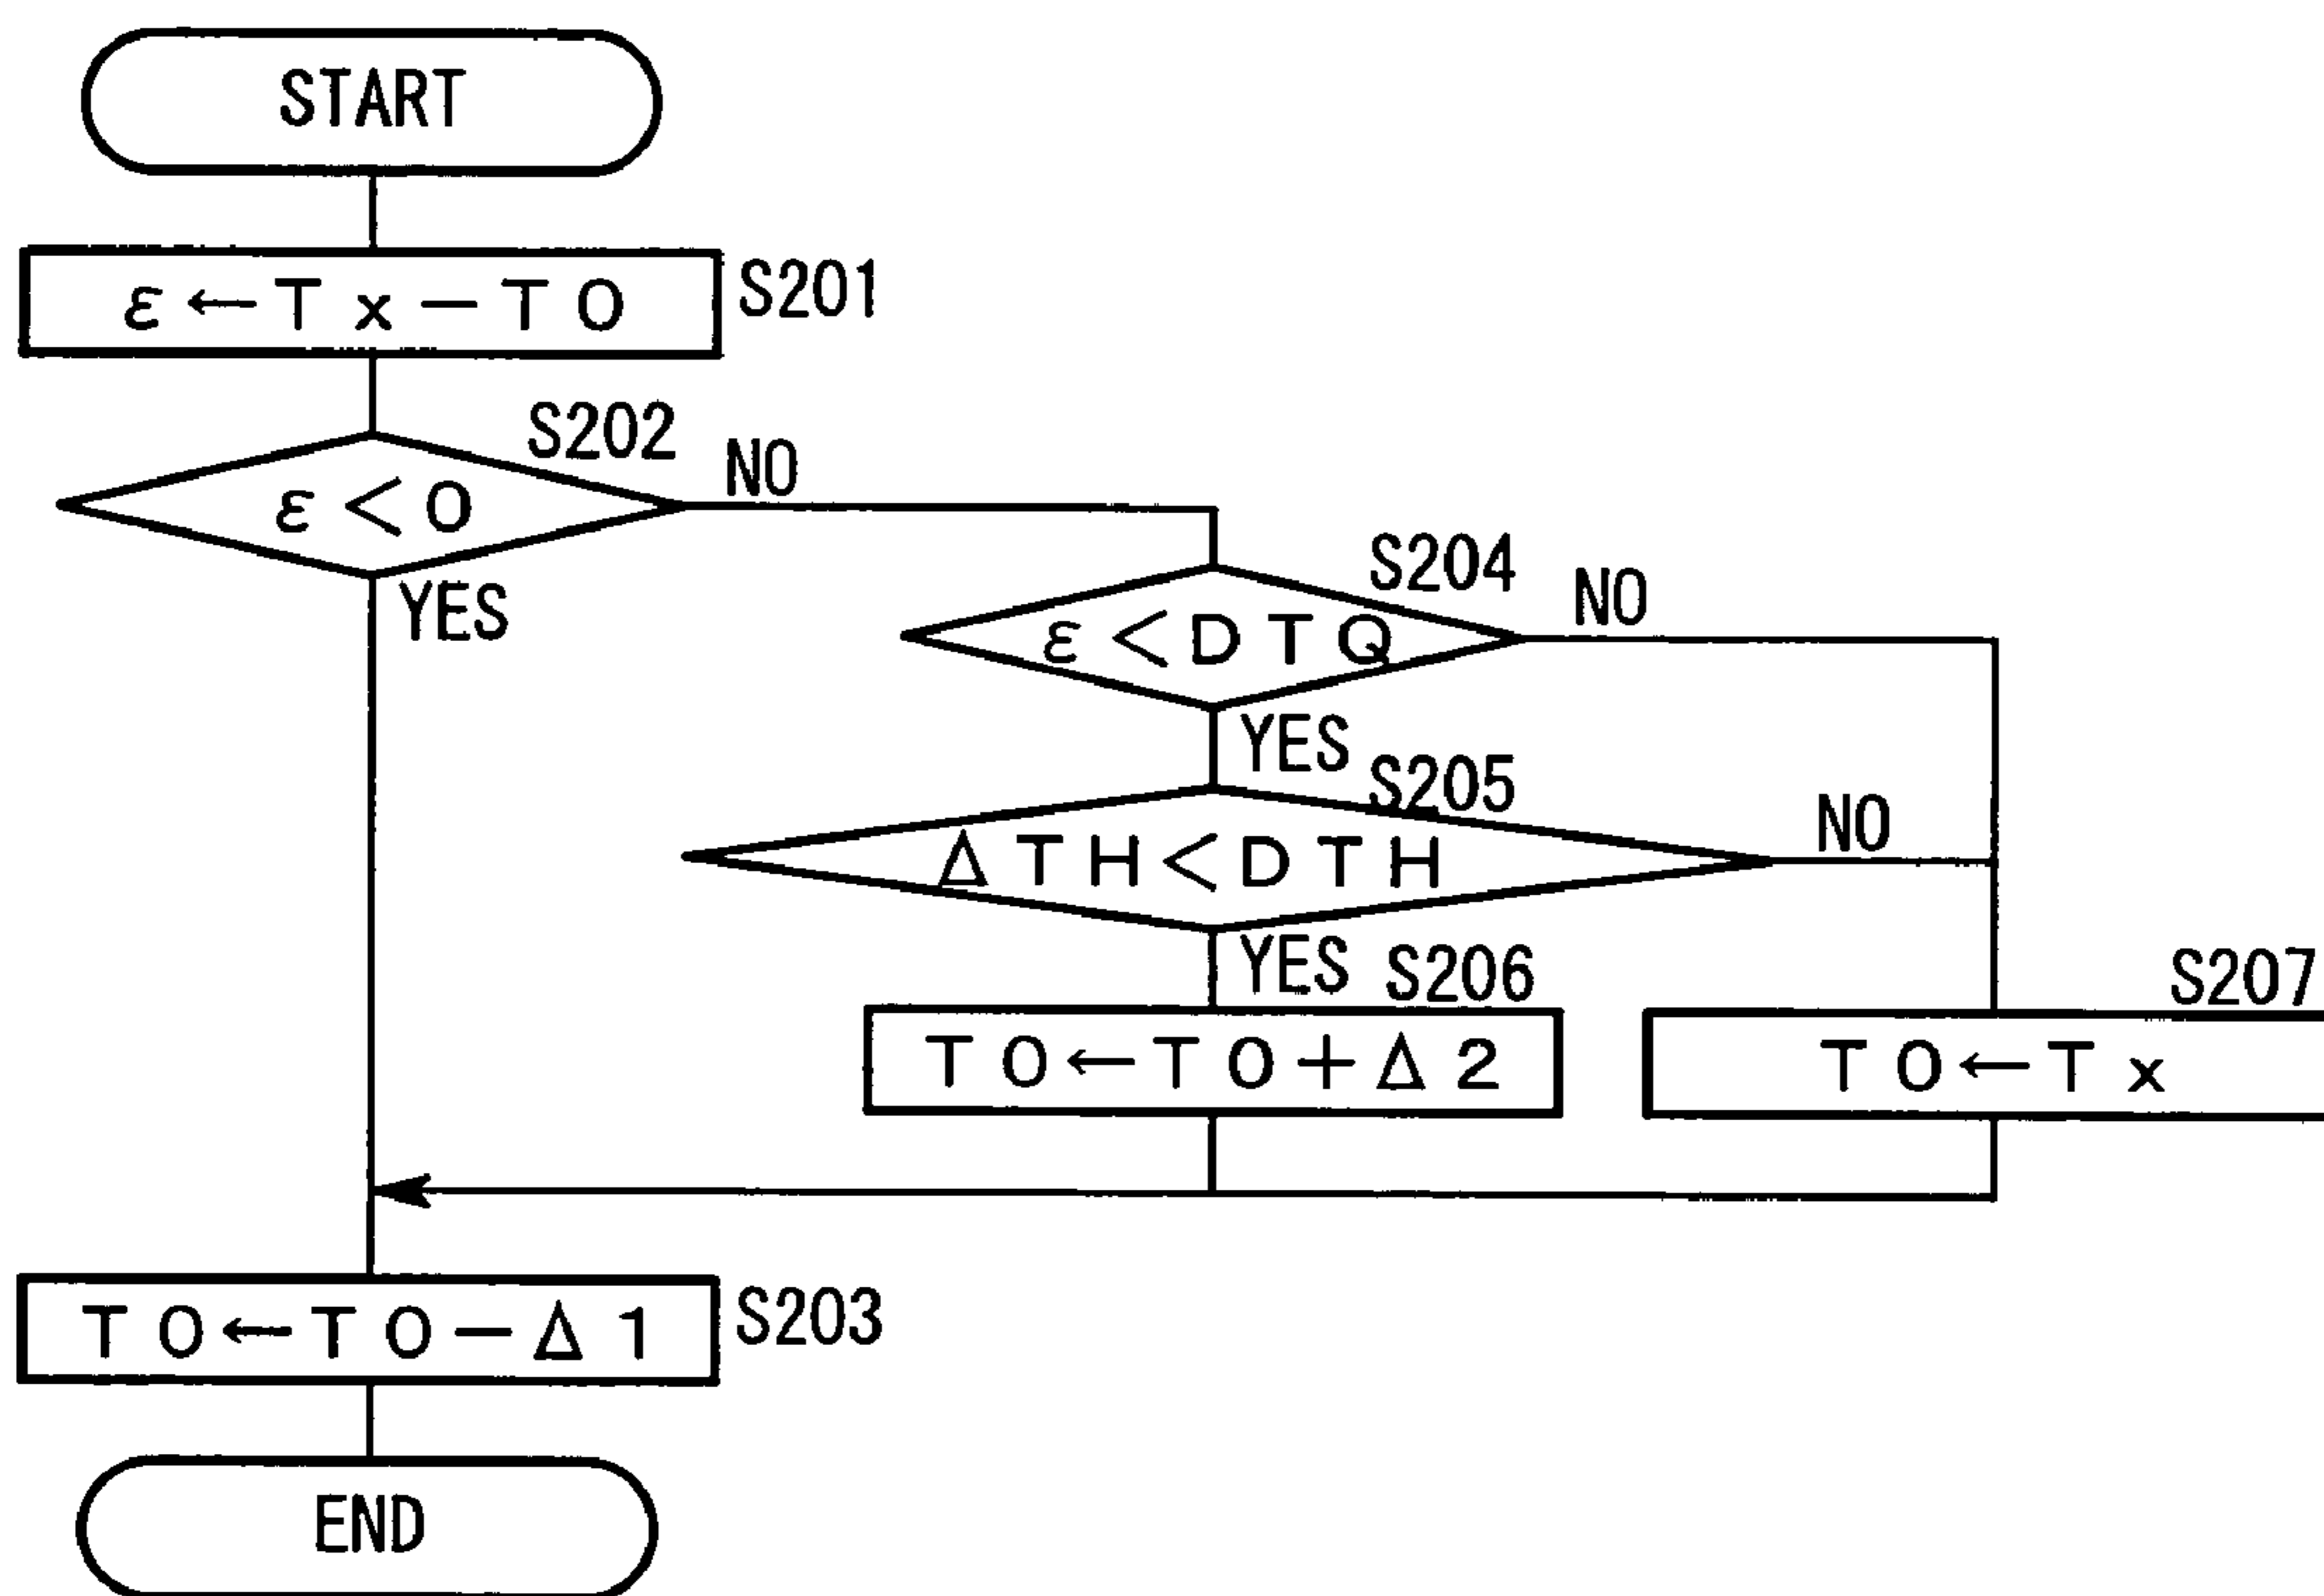 START
ε←Tx−TO
S201
S202
ε<0
NO
YES
S204
ε<DTQ
NO
YES
S205
ΔTH<DTH
NO
YES
S206
TO←TO+Δ2
S207
TO←Tx
TO←TO−Δ1
S203
END